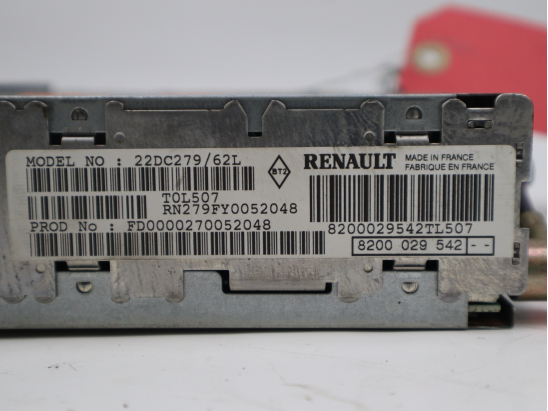 MODEL NO : 22DC279/62L
BT2
RENAULT
MADE IN FRANCE
FABRIQUE EN FRANCE
T0L507
RN279FY0052048
PROD No : FD0000270052048
8200029542TL507
8200 029 542 --